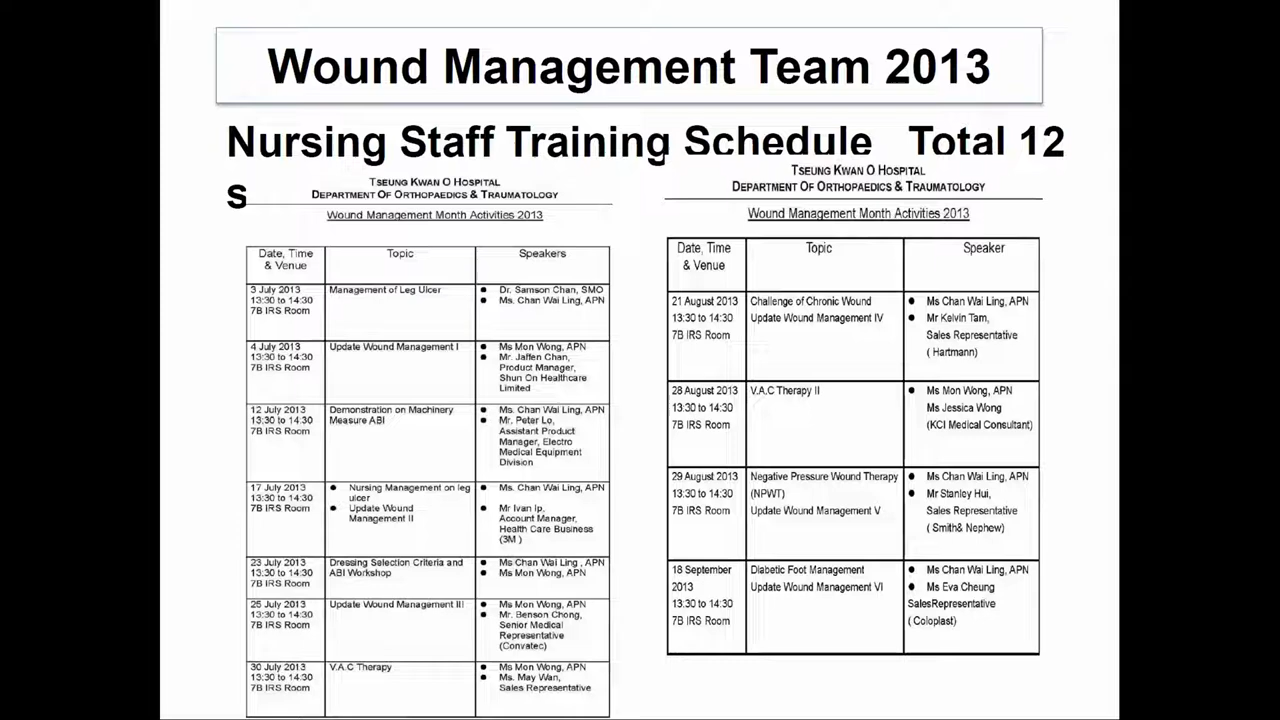 Wound Management Team 2013
Nursing Staff Training Schedule Total 12
s
TSEUNG KWAN O HOSPITAL
DEPARTMENT OF ORTHOPAEDICS & TRAUMATOLOGY
Wound Management Month Activities 2013
Date, Time
& Venue
Topic
Speakers
3 July 2013
13:30 to 14:30
7B IRS Room
Management of Leg Ulcer
● Dr. Samson Chan, SMO
● Ms. Chan Wai Ling, APN
4 July 2013
13:30 to 14:30
7B IRS Room
Update Wound Management I
● Ms Mon Wong, APN
● Mr. Jaffen Chan,
Product Manager,
Shun On Healthcare
Limited
12 July 2013
13:30 to 14:30
7B IRS Room
Demonstration on Machinery
Measure ABI
● Ms. Chan Wai Ling, APN
● Mr. Peter Lo,
Assistant Product
Manager, Electro
Medical Equipment
Division
17 July 2013
13:30 to 14:30
7B IRS Room
● Nursing Management on leg
ulcer
● Update Wound
Management II
● Ms. Chan Wai Ling, APN
● Mr Ivan Ip,
Account Manager,
Health Care Business
(3M )
23 July 2013
13:30 to 14:30
7B IRS Room
Dressing Selection Criteria and
ABI Workshop
● Ms Chan Wai Ling , APN
● Ms Mon Wong, APN
25 July 2013
13:30 to 14:30
7B IRS Room
Update Wound Management III
● Ms Mon Wong, APN
● Mr. Benson Chong,
Senior Medical
Representative
(Convatec)
30 July 2013
13:30 to 14:30
7B IRS Room
V.A.C Therapy
● Ms Mon Wong, APN
● Ms. May Wan,
Sales Representative
TSEUNG KWAN O HOSPITAL
DEPARTMENT OF ORTHOPAEDICS & TRAUMATOLOGY
Wound Management Month Activities 2013
Date, Time
& Venue
Topic
Speaker
21 August 2013
13:30 to 14:30
7B IRS Room
Challenge of Chronic Wound
Update Wound Management IV
● Ms Chan Wai Ling, APN
● Mr Kelvin Tam,
Sales Representative
( Hartmann)
28 August 2013
13:30 to 14:30
7B IRS Room
V.A.C Therapy II
● Ms Mon Wong, APN
Ms Jessica Wong
(KCI Medical Consultant)
29 August 2013
13:30 to 14:30
7B IRS Room
Negative Pressure Wound Therapy
(NPWT)
Update Wound Management V
● Ms Chan Wai Ling, APN
● Mr Stanley Hui,
Sales Representative
( Smith& Nephew)
18 September
2013
13:30 to 14:30
7B IRS Room
Diabetic Foot Management
Update Wound Management VI
● Ms Chan Wai Ling, APN
● Ms Eva Cheung
SalesRepresentative
( Coloplast)